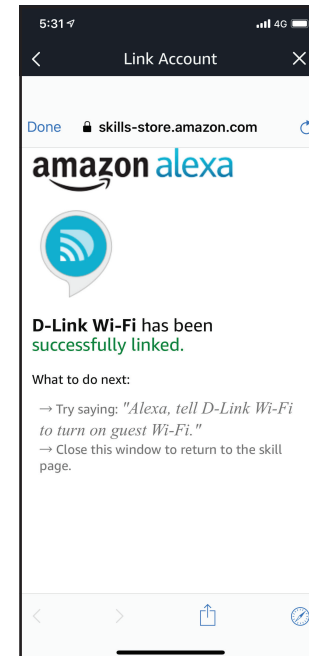 5:31 4G
Link Account
Done skills-store.amazon.com
amazon alexa
D-Link Wi-Fi has been
successfully linked.
What to do next:
→ Try saying: "Alexa, tell D-Link Wi-Fi
to turn on guest Wi-Fi."
→ Close this window to return to the skill
page.